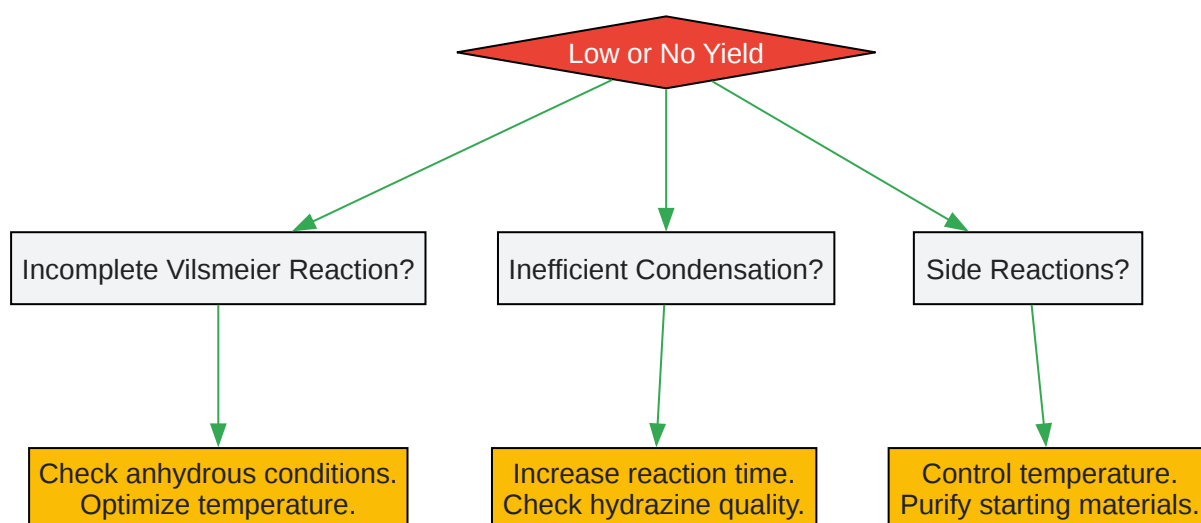 Low or No Yield
Incomplete Vilsmeier Reaction?
Inefficient Condensation?
Side Reactions?
Check anhydrous conditions.
Optimize temperature.
Increase reaction time.
Check hydrazine quality.
Control temperature.
Purify starting materials.